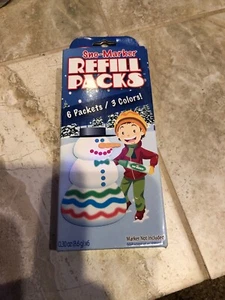 Sno-Marker
REFILL
PACKS
6 Packets / 3 Colors!
Marker Not Included